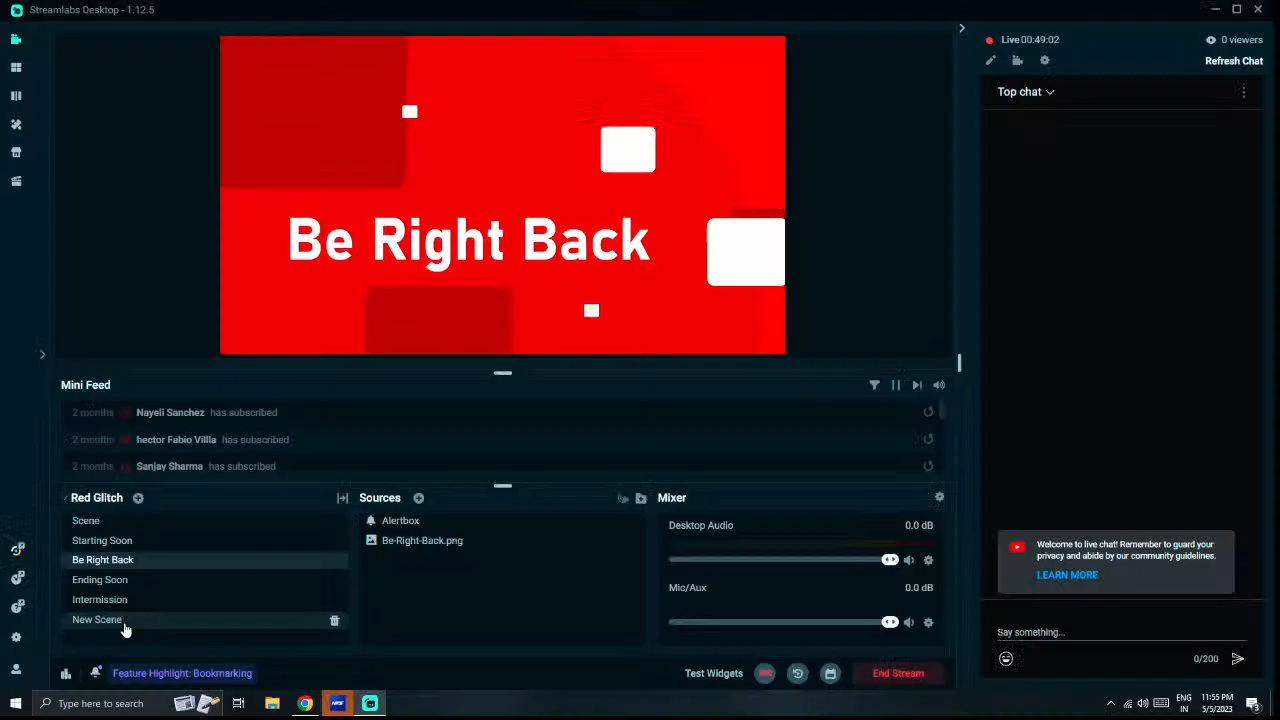 Streamlabs Desktop - 1.12.5
Live 00:49:02
0 viewers
Refresh Chat
Top chat
Be Right Back
Mini Feed
2 months Nayeli Sanchez has subscribed
2 months hector Fabio Villla has subscribed
2 months Sanjay Sharma has subscribed
Red Glitch
Scene
Starting Soon
Be Right Back
Ending Soon
Intermission
New Scene
Sources
Alertbox
Be-Right-Back.png
Mixer
Desktop Audio 0.0 dB
Mic/Aux 0.0 dB
Welcome to live chat! Remember to guard your
privacy and abide by our community guidelines.
LEARN MORE
Say something...
0/200
Feature Highlight: Bookmarking
Test Widgets
REC
End Stream
Type here to search
ENG
IN
11:55 PM
5/5/2023